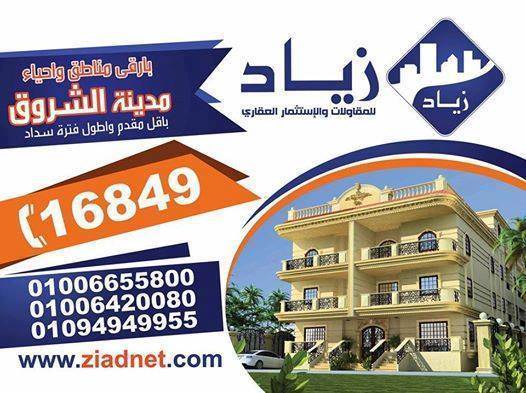 بارقى مناطق واحياء
مدينة الشروق
باقل مقدم واطول فترة سداد
زياد
للمقاولات والإستثمار العقاري
زياد
16849
01006655800
01006420080
01094949955
www.ziadnet.com